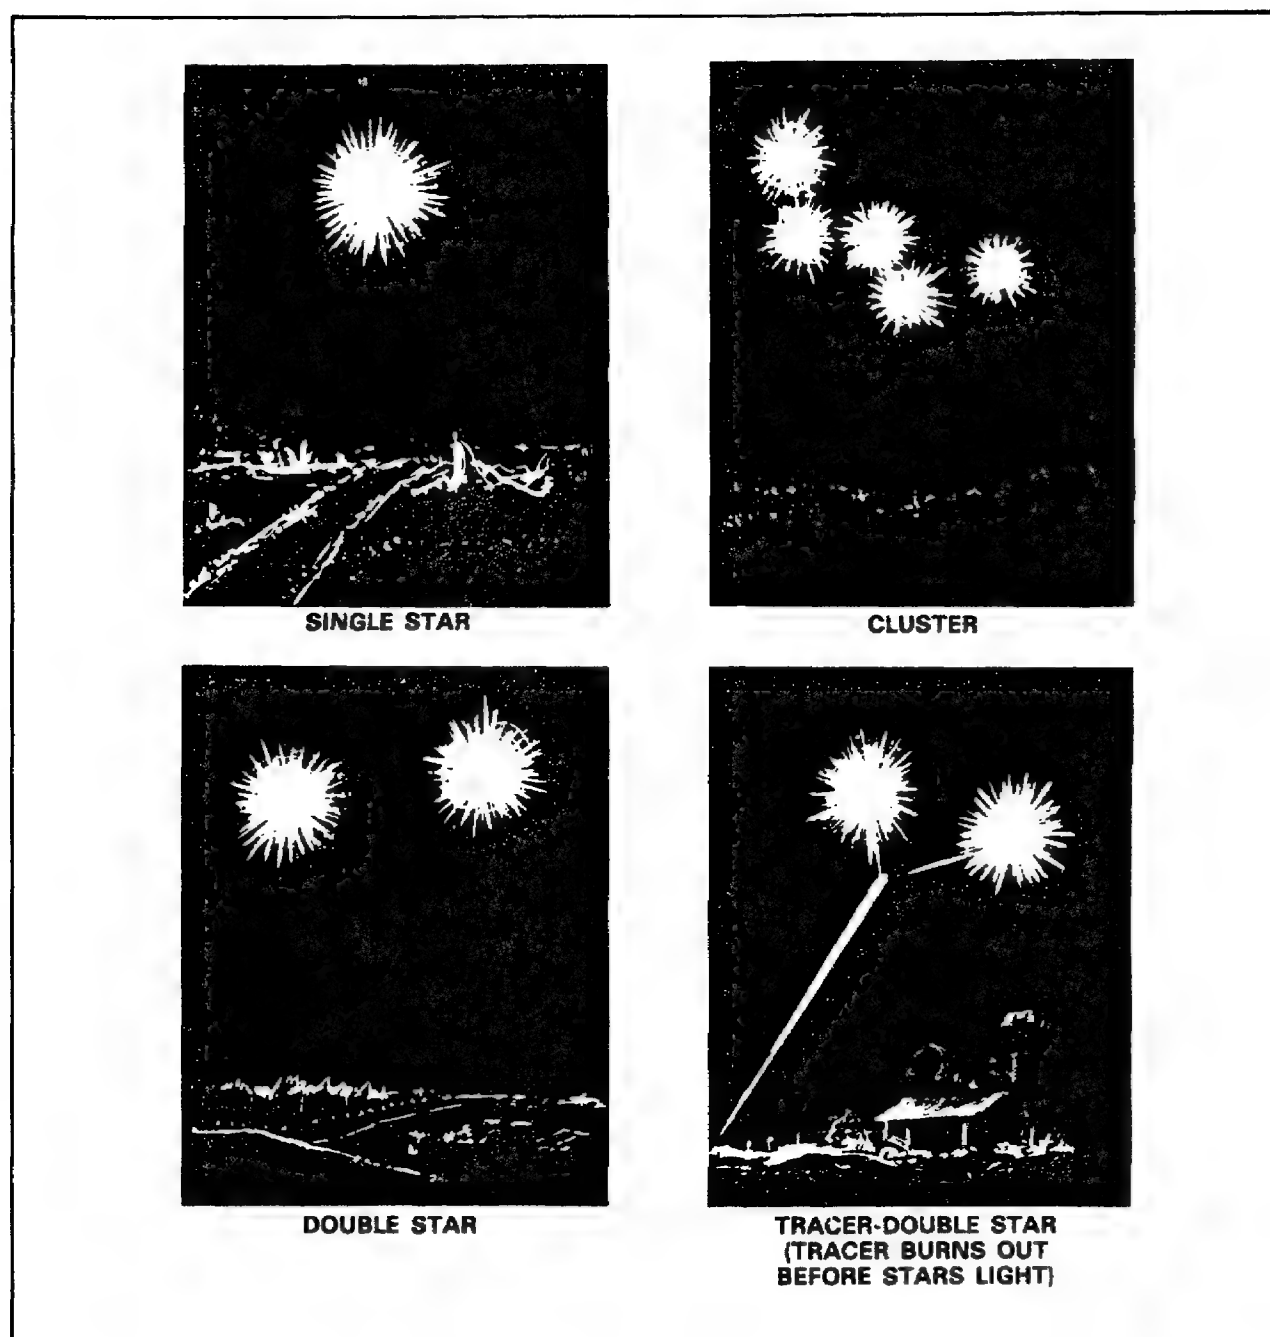 SINGLE STAR
CLUSTER
DOUBLE STAR
TRACER-DOUBLE STAR
(TRACER BURNS OUT
BEFORE STARS LIGHT)